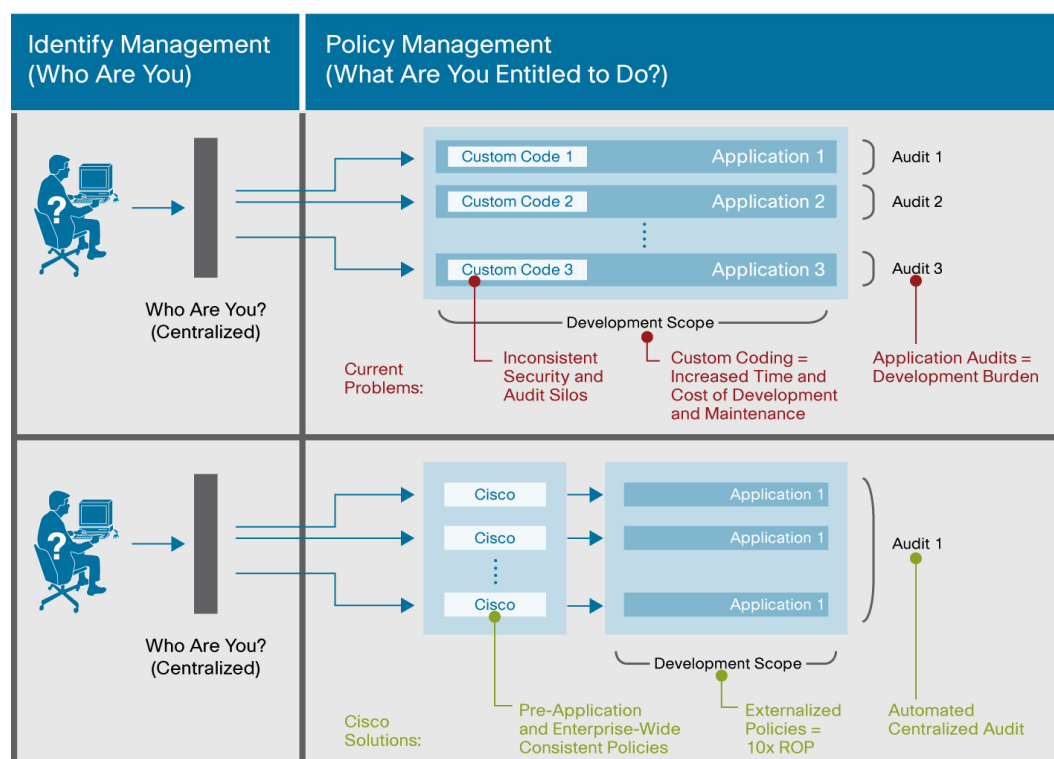 Identify Management
(Who Are You)
Policy Management
(What Are You Entitled to Do?)
?
Who Are You?
(Centralized)
Custom Code 1
Application 1
Audit 1
Custom Code 2
Application 2
Audit 2
Custom Code 3
Application 3
Audit 3
Development Scope
Current
Problems:
Inconsistent
Security and
Audit Silos
Custom Coding =
Increased Time and
Cost of Development
and Maintenance
Application Audits =
Development Burden
?
Who Are You?
(Centralized)
Cisco
Application 1
Cisco
Application 1
Audit 1
Cisco
Application 1
Development Scope
Cisco
Solutions:
Pre-Application
and Enterprise-Wide
Consistent Policies
Externalized
Policies =
10x ROP
Automated
Centralized Audit